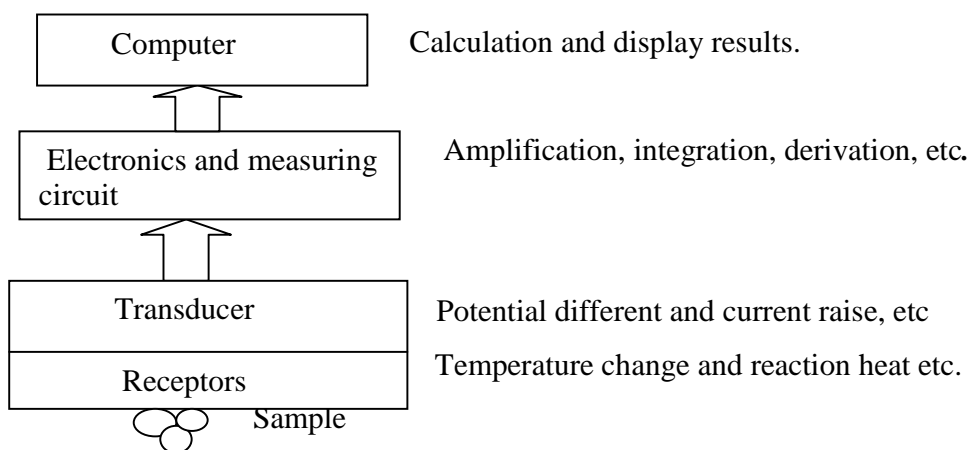 Computer
Calculation and display results.
Electronics and measuring
circuit
Amplification, integration, derivation, etc.
Transducer
Potential different and current raise, etc
Receptors
Temperature change and reaction heat etc.
Sample